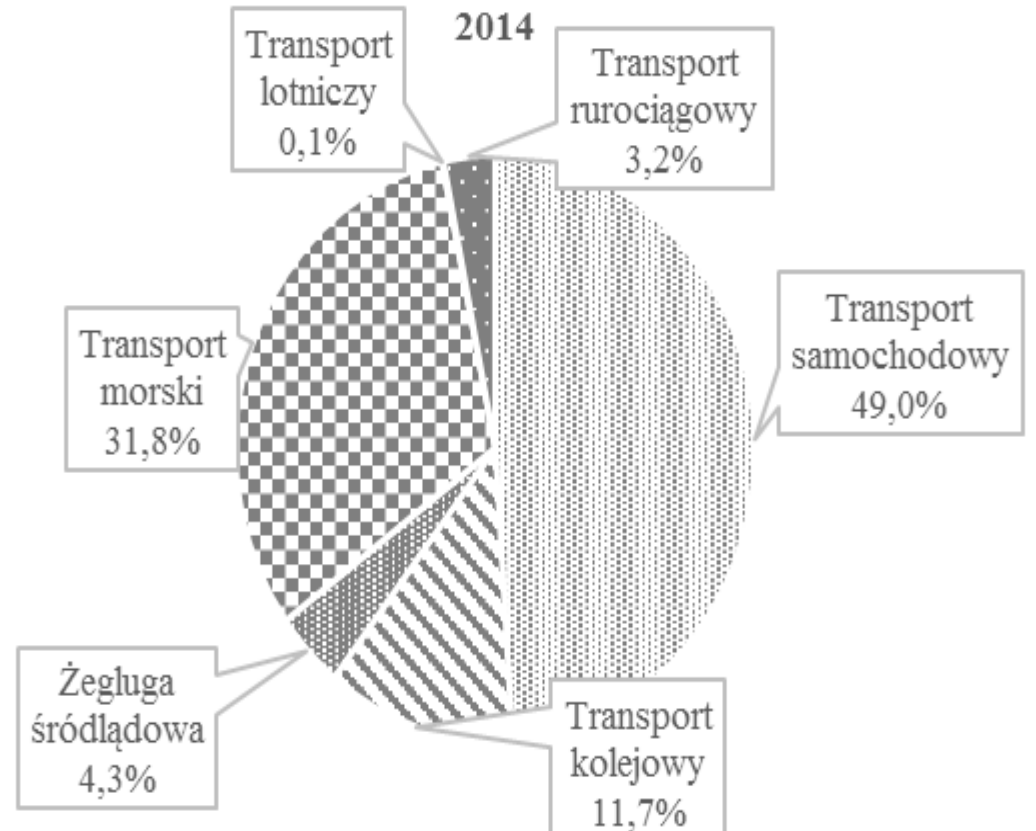 2014
Transport
lotniczy
0,1%
Transport
rurociągowy
3,2%
Transport
samochodowy
49,0%
Transport
morski
31,8%
Żegluga
śródlądowa
4,3%
Transport
kolejowy
11,7%